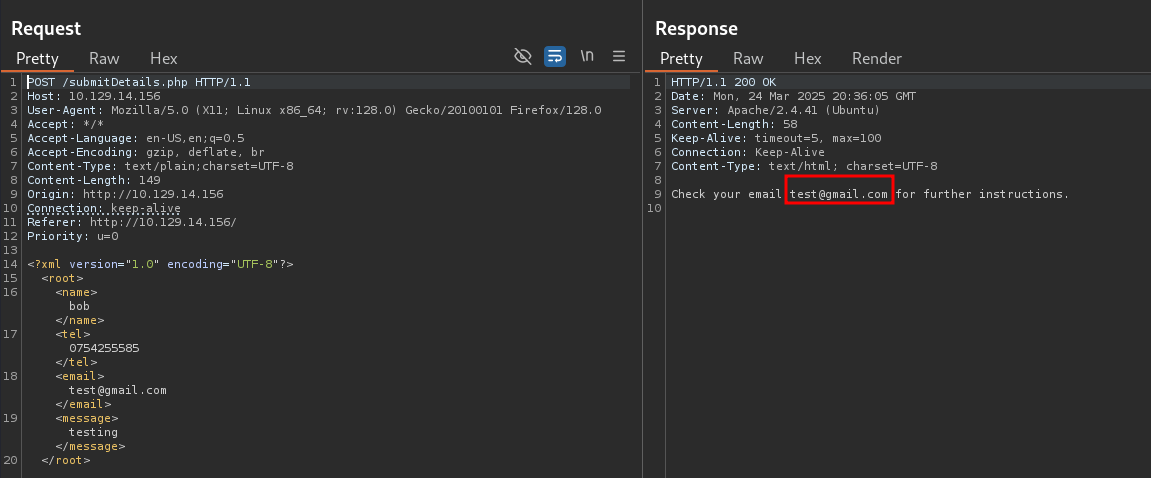 Request
Pretty Raw Hex
\n
1 POST /submitDetails.php HTTP/1.1
2 Host: 10.129.14.156
3 User-Agent: Mozilla/5.0 (X11; Linux x86_64; rv:128.0) Gecko/20100101 Firefox/128.0
4 Accept: */*
5 Accept-Language: en-US,en;q=0.5
6 Accept-Encoding: gzip, deflate, br
7 Content-Type: text/plain;charset=UTF-8
8 Content-Length: 149
9 Origin: http://10.129.14.156
10 Connection: keep-alive
11 Referer: http://10.129.14.156/
12 Priority: u=0
13
14 <?xml version="1.0" encoding="UTF-8"?>
15 <root>
16 <name>
bob
</name>
17 <tel>
0754255585
</tel>
18 <email>
test@gmail.com
</email>
19 <message>
testing
</message>
20 </root>
Response
Pretty Raw Hex Render
1 HTTP/1.1 200 OK
2 Date: Mon, 24 Mar 2025 20:36:05 GMT
3 Server: Apache/2.4.41 (Ubuntu)
4 Content-Length: 58
5 Keep-Alive: timeout=5, max=100
6 Connection: Keep-Alive
7 Content-Type: text/html; charset=UTF-8
8
9 Check your email test@gmail.com for further instructions.
10